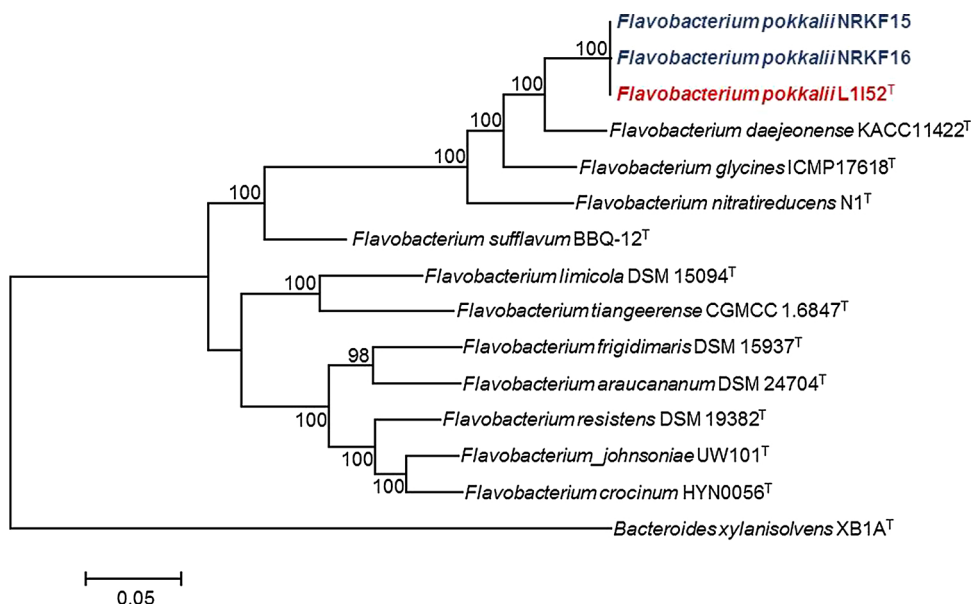 Flavobacterium pokkalii NRKF15
100
Flavobacterium pokkalii NRKF16
100
Flavobacterium pokkalii L1I52ᵀ
100
Flavobacterium daejeonense KACC11422ᵀ
100
Flavobacterium glycines ICMP17618ᵀ
100
Flavobacterium nitratireducens N1ᵀ
Flavobacterium sufflavum BBQ-12ᵀ
100
Flavobacterium limicola DSM 15094ᵀ
Flavobacterium tiangeerense CGMCC 1.6847ᵀ
98
Flavobacterium frigidimaris DSM 15937ᵀ
Flavobacterium araucananum DSM 24704ᵀ
100
Flavobacterium resistens DSM 19382ᵀ
100
Flavobacterium_johnsoniae UW101ᵀ
100
Flavobacterium crocinum HYN0056ᵀ
Bacteroides xylanisolvens XB1Aᵀ
0.05